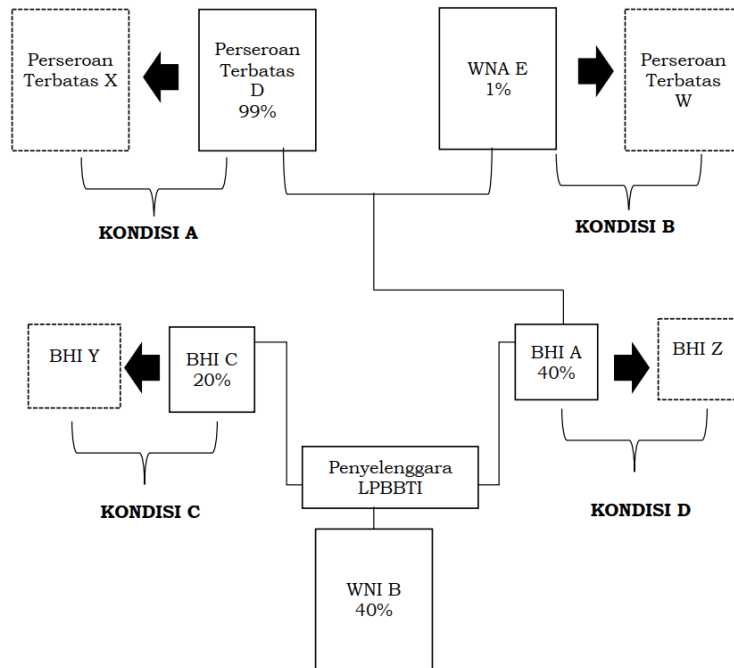 Perseroan
Terbatas X
Perseroan
Terbatas
D
99%
WNA E
1%
Perseroan
Terbatas
W
KONDISI A
KONDISI B
BHI Y
BHI C
20%
BHI A
40%
BHI Z
Penyelenggara
LPBBTI
KONDISI C
KONDISI D
WNI B
40%